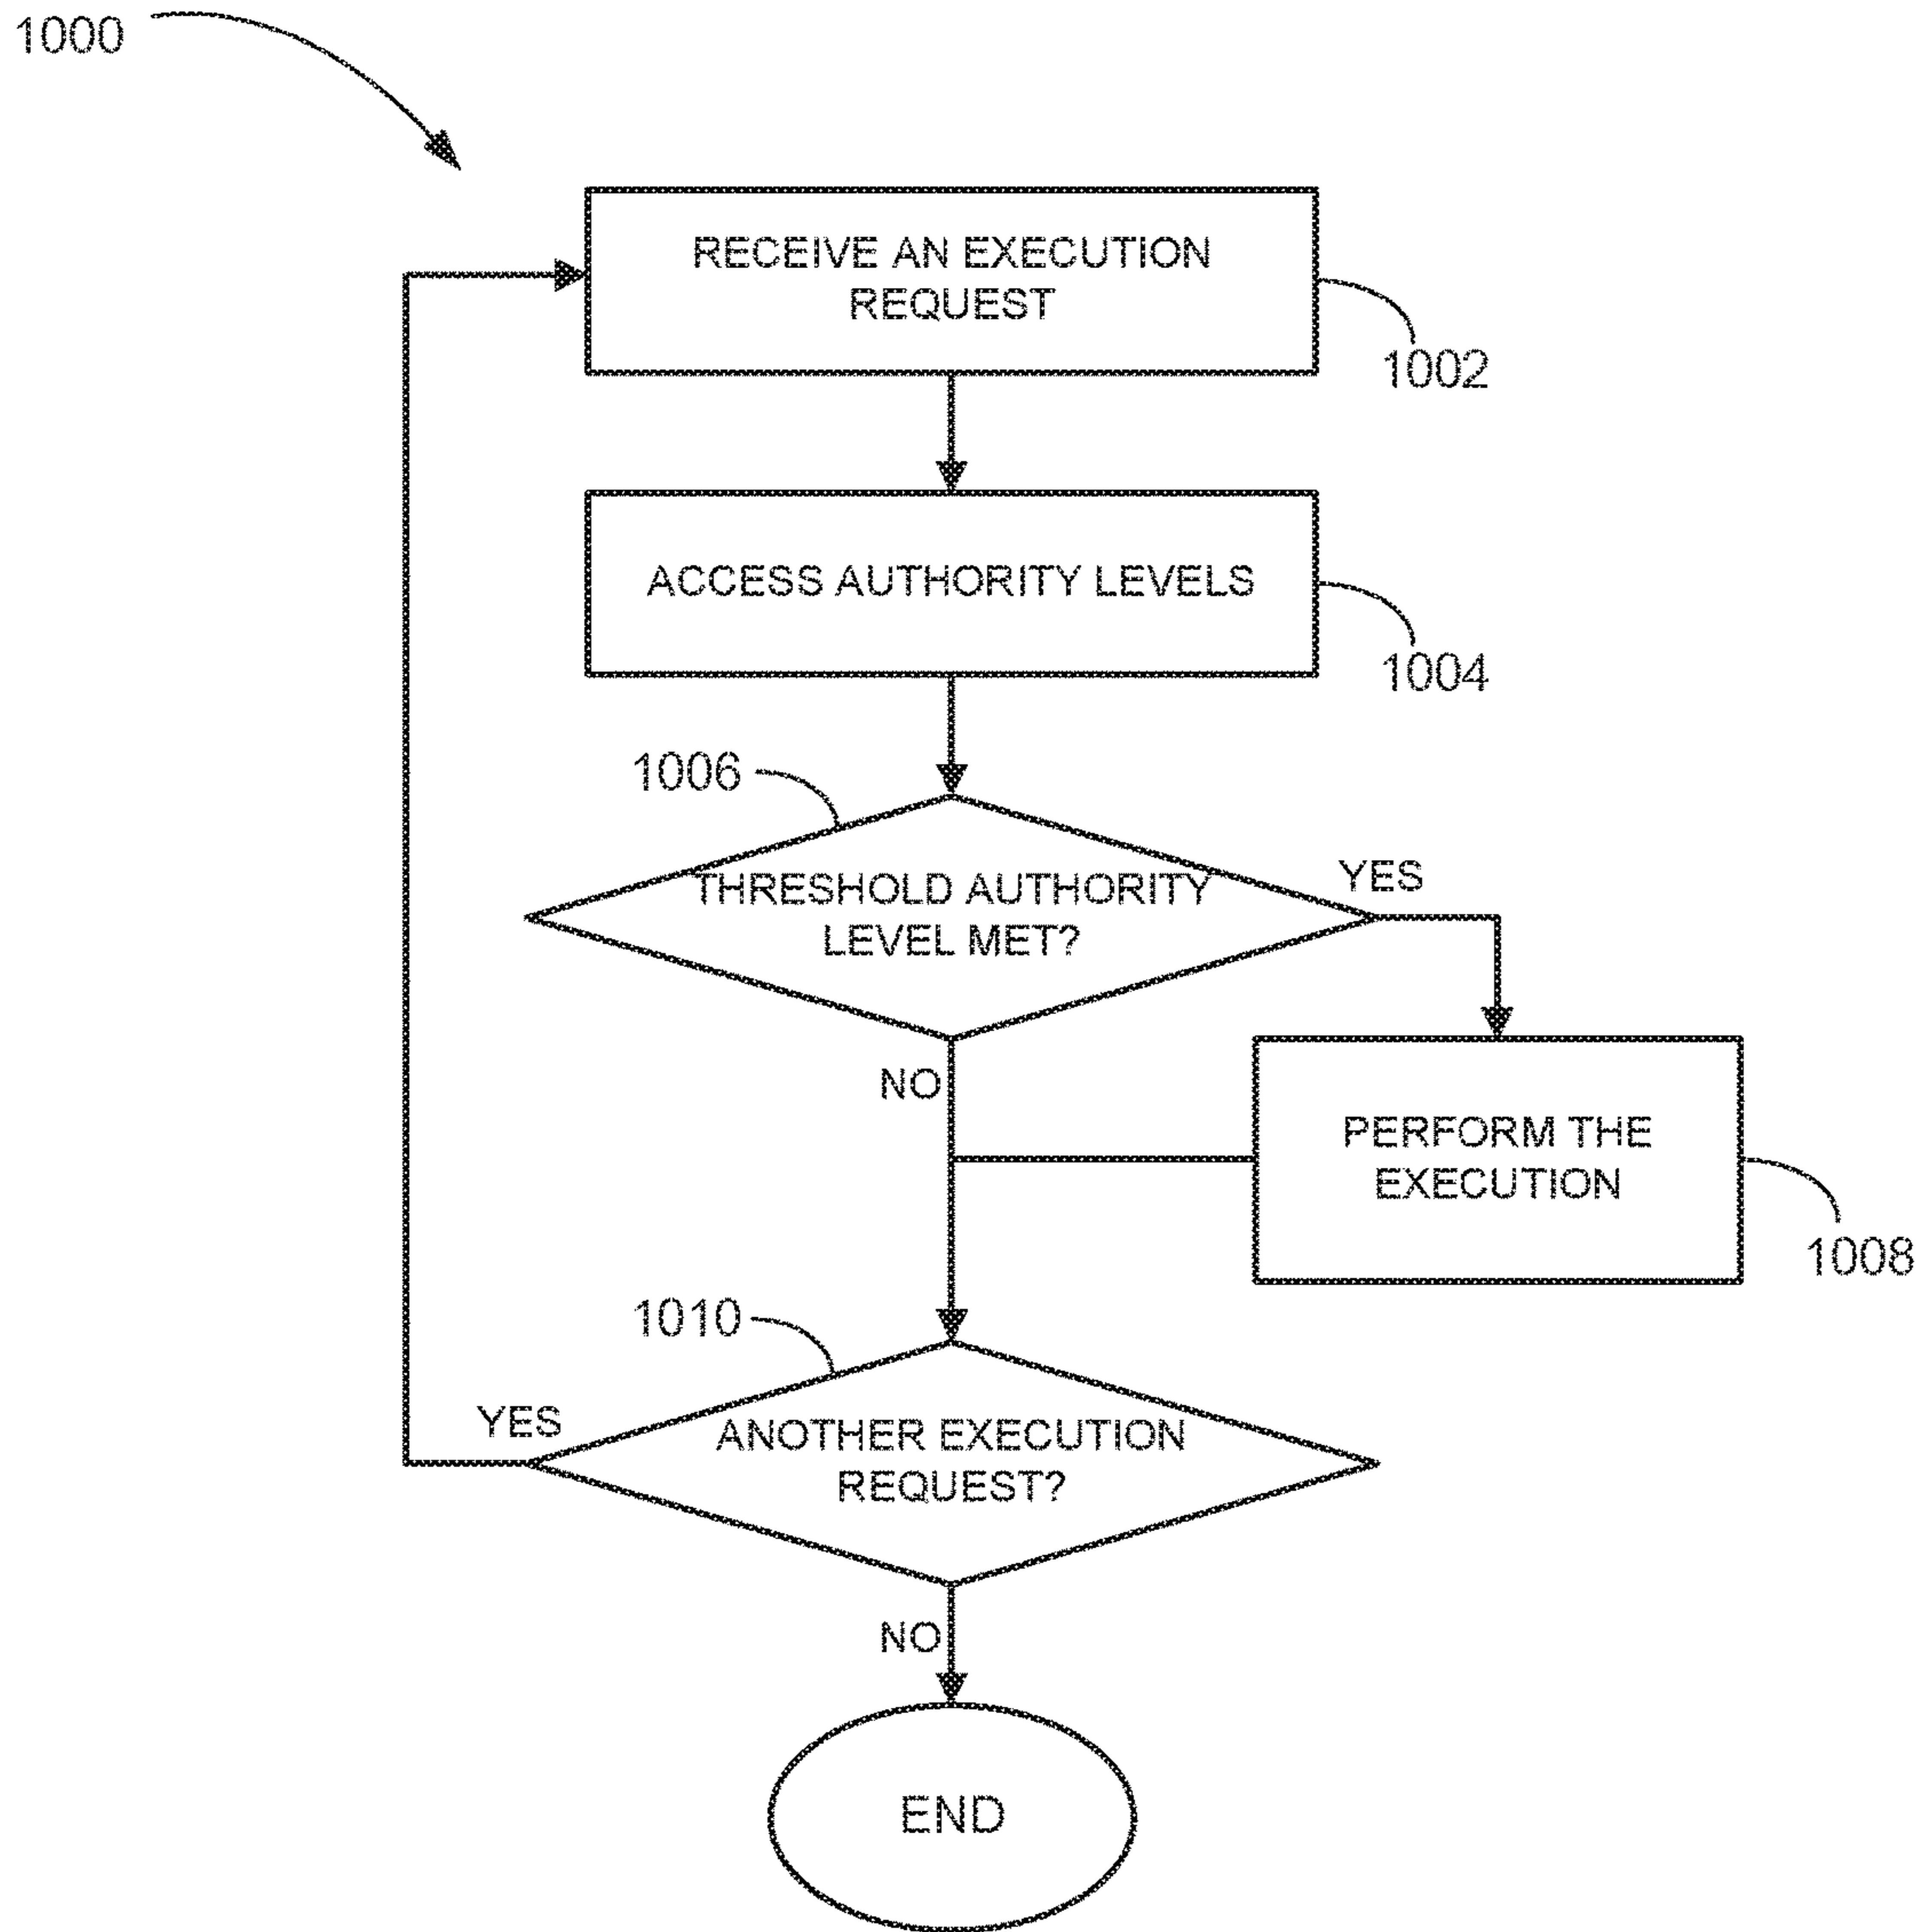 1000
RECEIVE AN EXECUTION
REQUEST
1002
ACCESS AUTHORITY LEVELS
1004
1006
THRESHOLD AUTHORITY
LEVEL MET?
YES
NO
PERFORM THE
EXECUTION
1008
1010
YES
ANOTHER EXECUTION
REQUEST?
NO
END